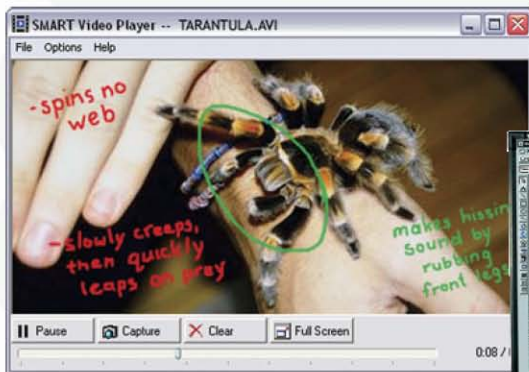 SMART Video Player -- TARANTULA.AVI
File Options Help
-spins no
web
-slowly creeps,
then quickly
leaps on prey
makes hissin
sound by
rubbing
front legs
Pause Capture Clear Full Screen
0:08 /